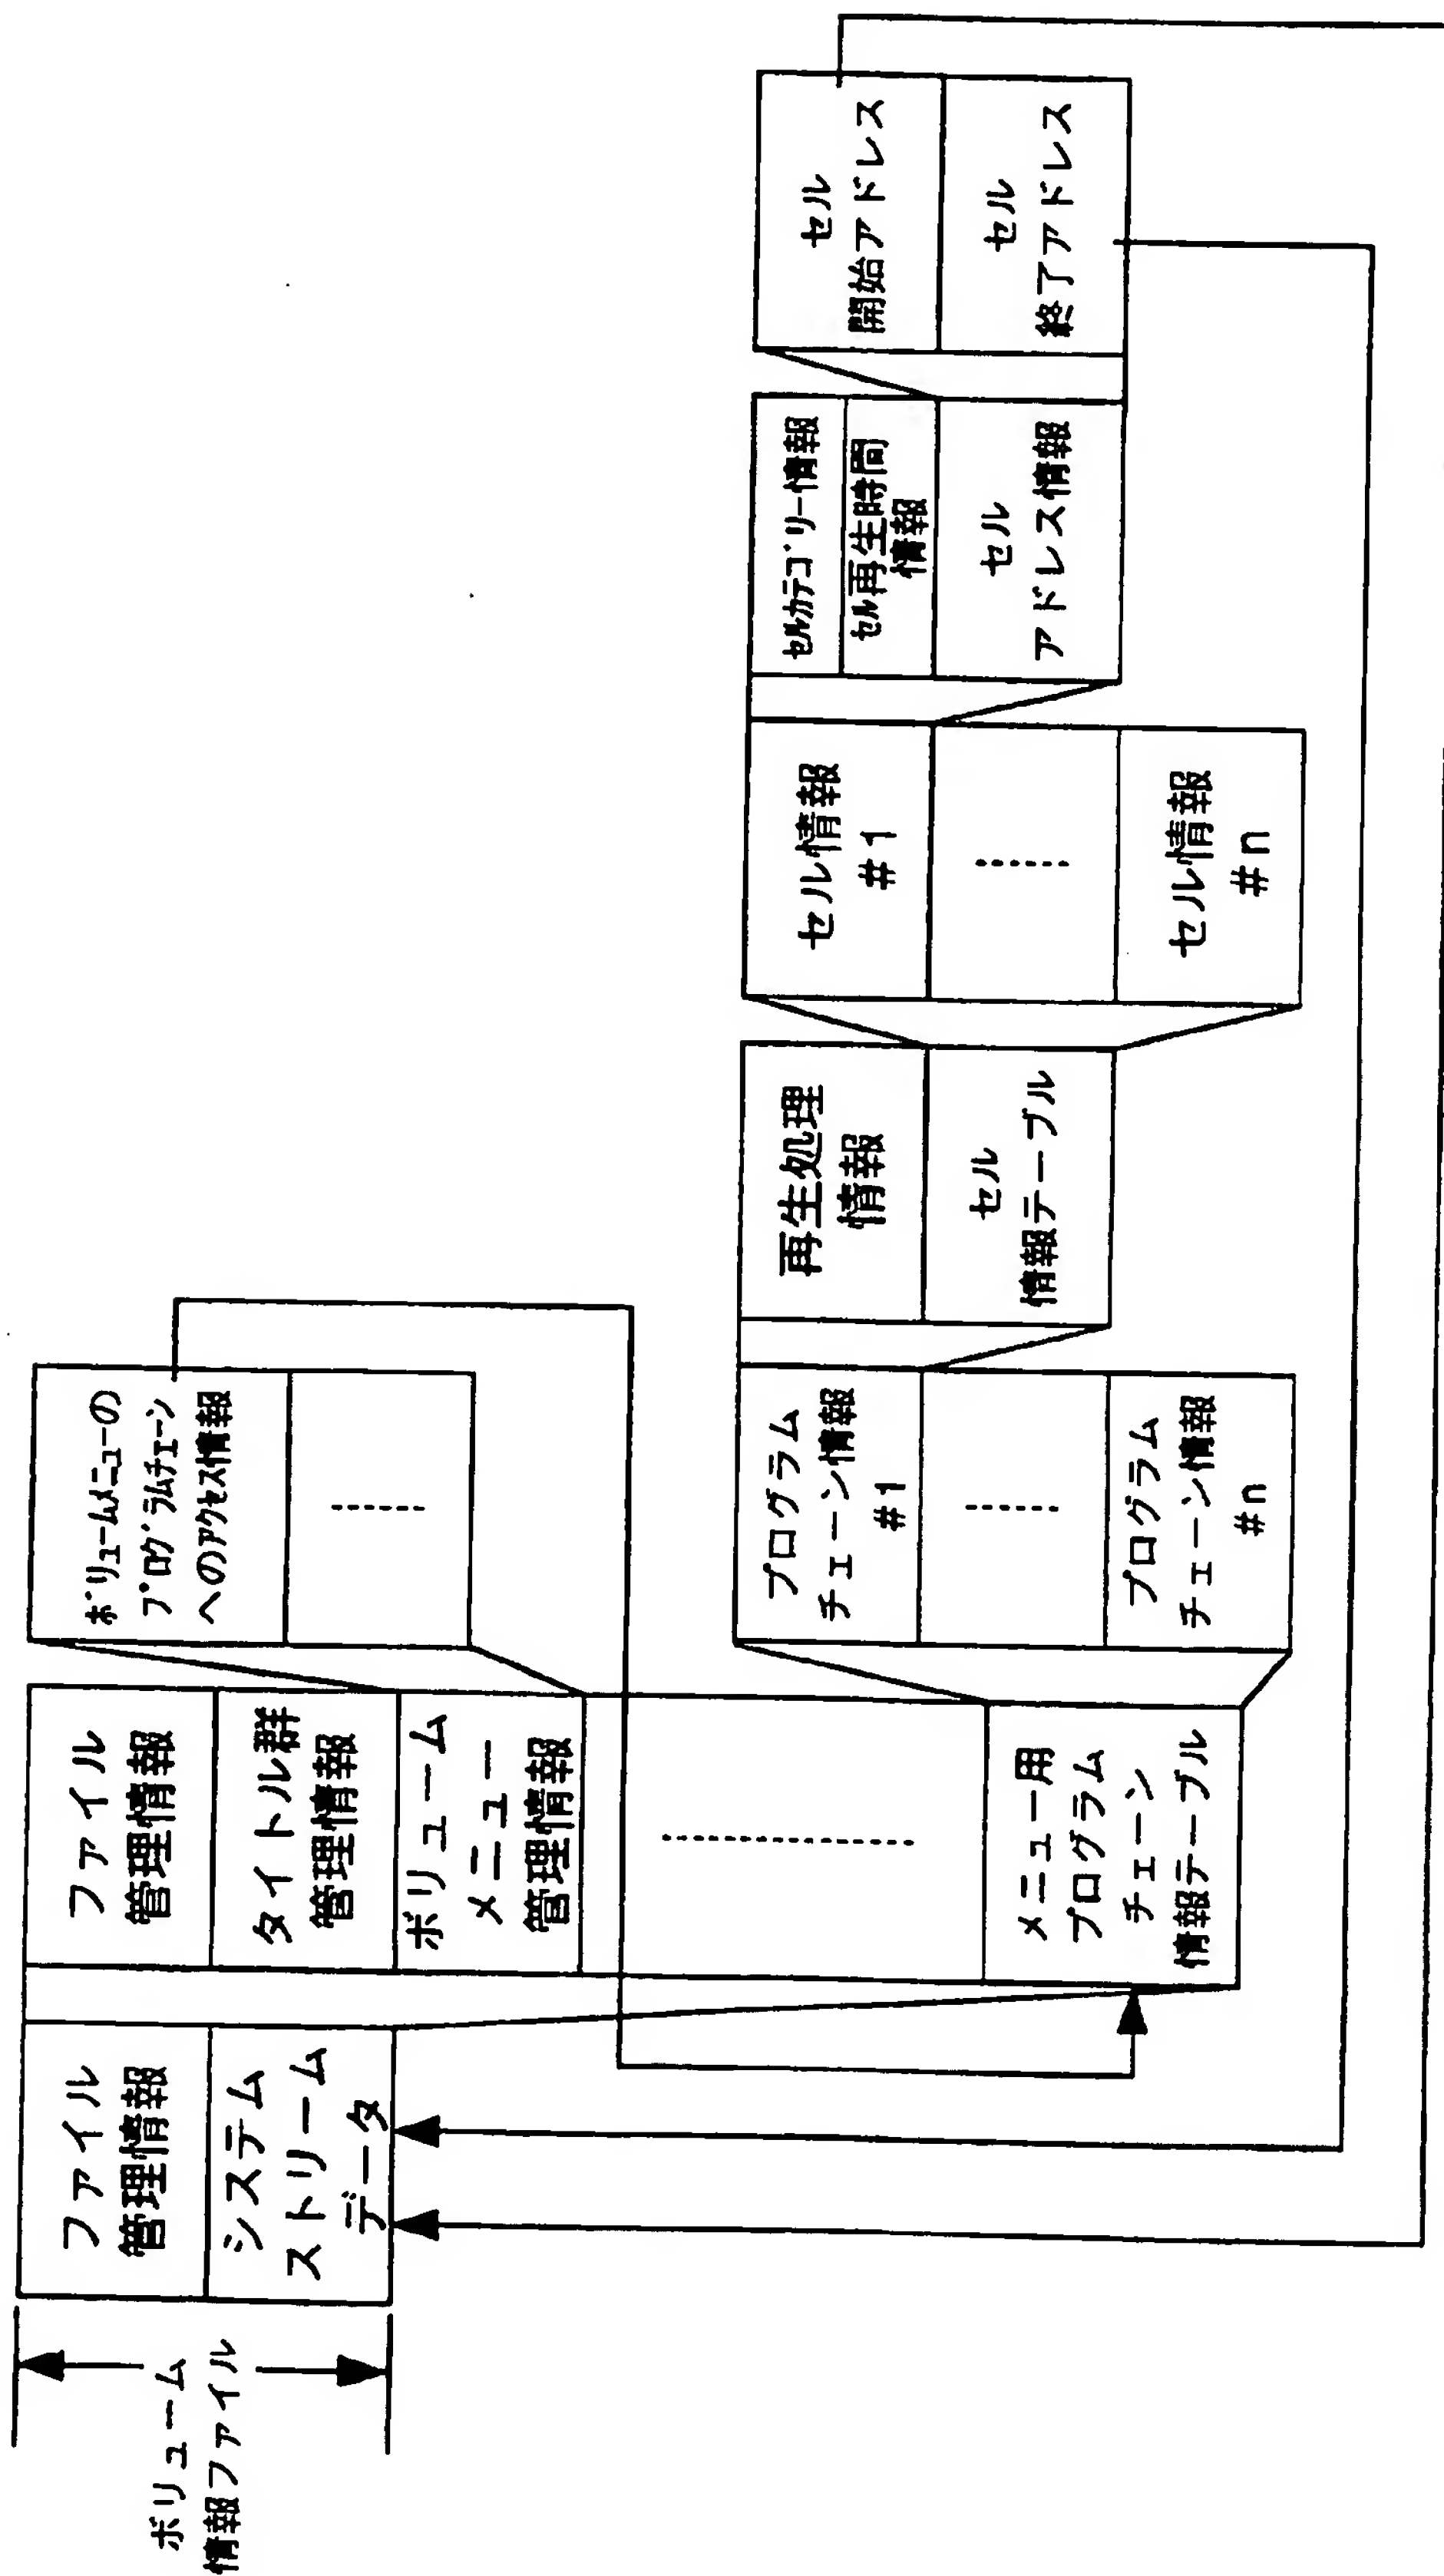 ボリューム
情報ファイル
ファイル
管理情報
システム
ストリーム
データ
ファイル
管理情報
タイトル群
管理情報
ボリューム
メニュー
管理情報
メニュー用
プログラム
チェーン
情報テーブル
ボリュームメニューの
プログラムチェーン
へのアクセス情報
プログラム
チェーン情報
#1
プログラム
チェーン情報
#n
再生処理
情報
セル
情報テーブル
セル情報
#1
セル情報
#n
セルカテゴリー情報
セル再生時間
情報
セル
アドレス情報
セル
開始アドレス
セル
終了アドレス